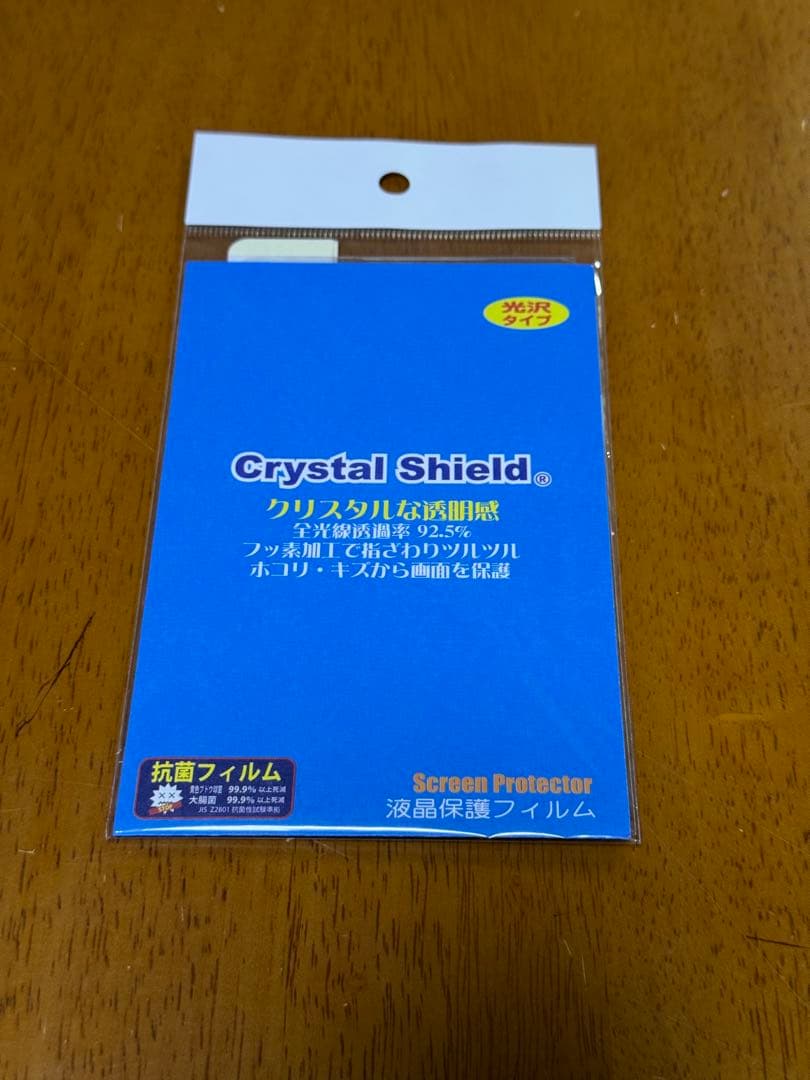 光沢
タイプ
Crystal Shield®
クリスタルな透明感
全光線透過率 92.5%
フッ素加工で指ざわりツルツル
ホコリ・キズから画面を保護
抗菌フィルム
黄色ブドウ球菌 99.9% 以上死滅
大腸菌 99.9% 以上死滅
JIS Z2801 抗菌性試験準拠
Screen Protector
液晶保護フィルム